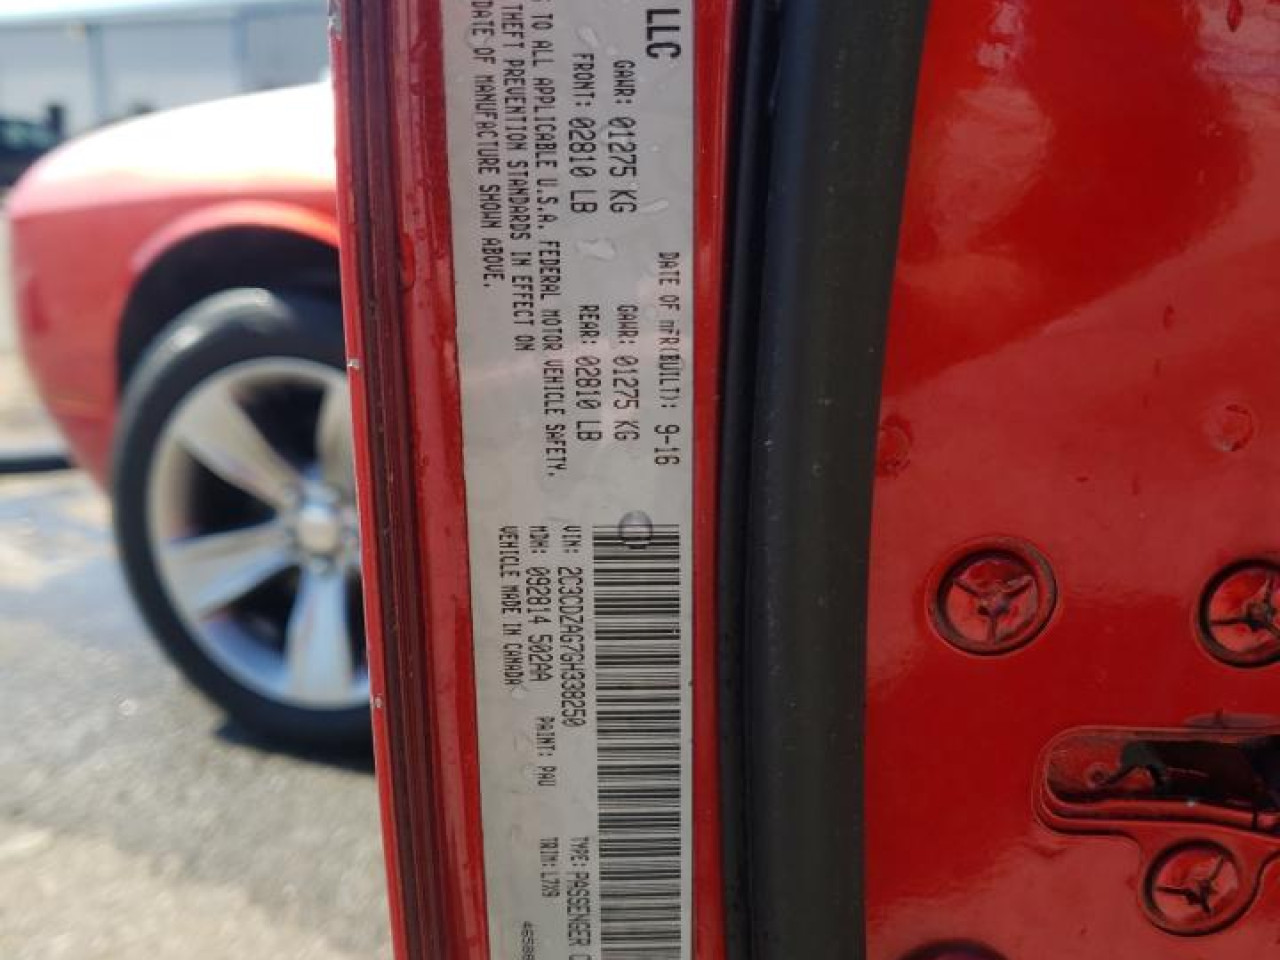 LLC
DATE OF MFR(BUILT): 9-16
GAWR: 01275 KG GAWR: 01275 KG
FRONT: 02810 LB REAR: 02810 LB
TO ALL APPLICABLE U.S.A. FEDERAL MOTOR VEHICLE SAFETY,
THEFT PREVENTION STANDARDS IN EFFECT ON
DATE OF MANUFACTURE SHOWN ABOVE.
VIN: 2C3CDZAG7GH338250 TYPE: PASSENGER C
MDH: 092814 502AA PAINT: PAU TRIM: L7X9
VEHICLE MADE IN CANADA